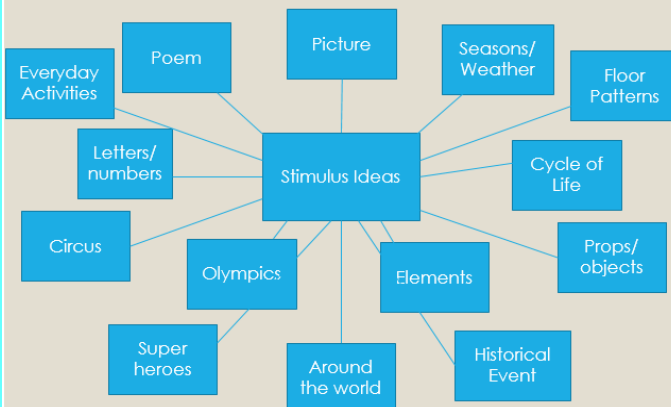 Picture
Poem
Seasons/
Weather
Everyday
Activities
Floor
Patterns
Letters/
numbers
Stimulus Ideas
Cycle of
Life
Circus
Olympics
Elements
Props/
objects
Super
heroes
Around
the world
Historical
Event